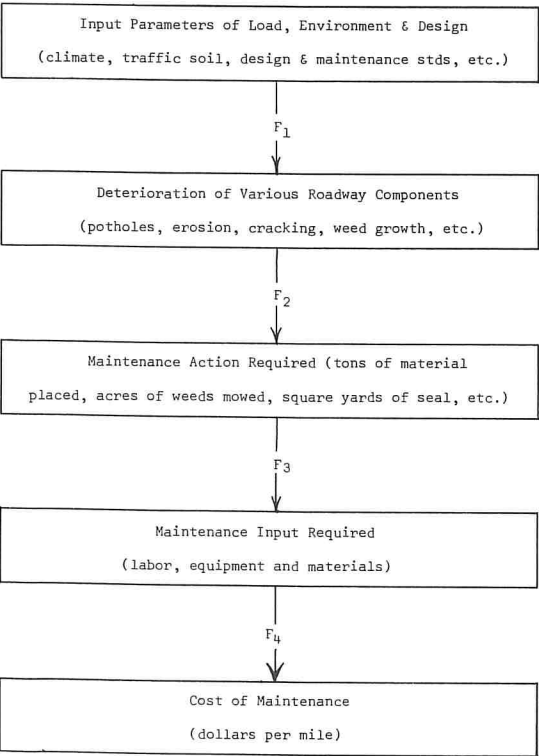 Input Parameters of Load, Environment & Design
(climate, traffic soil, design & maintenance stds, etc.)
F1
Deterioration of Various Roadway Components
(potholes, erosion, cracking, weed growth, etc.)
F2
Maintenance Action Required (tons of material
placed, acres of weeds mowed, square yards of seal, etc.)
F3
Maintenance Input Required
(labor, equipment and materials)
F4
Cost of Maintenance
(dollars per mile)